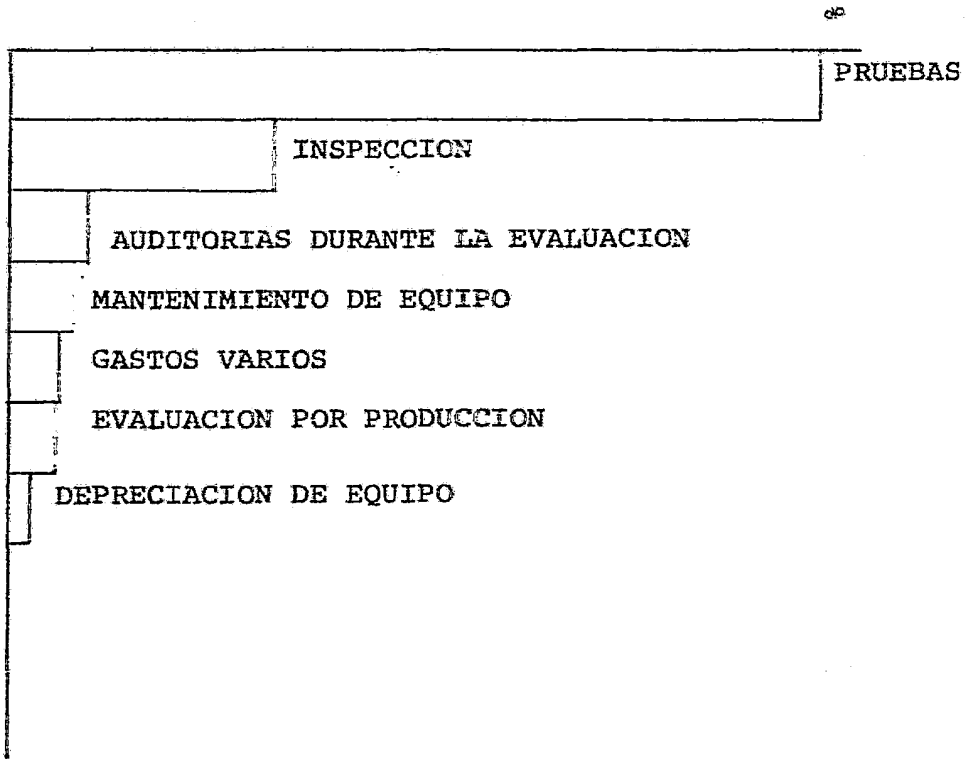 %
PRUEBAS
INSPECCION
AUDITORIAS DURANTE LA EVALUACION
MANTENIMIENTO DE EQUIPO
GASTOS VARIOS
EVALUACION POR PRODUCCION
DEPRECIACION DE EQUIPO